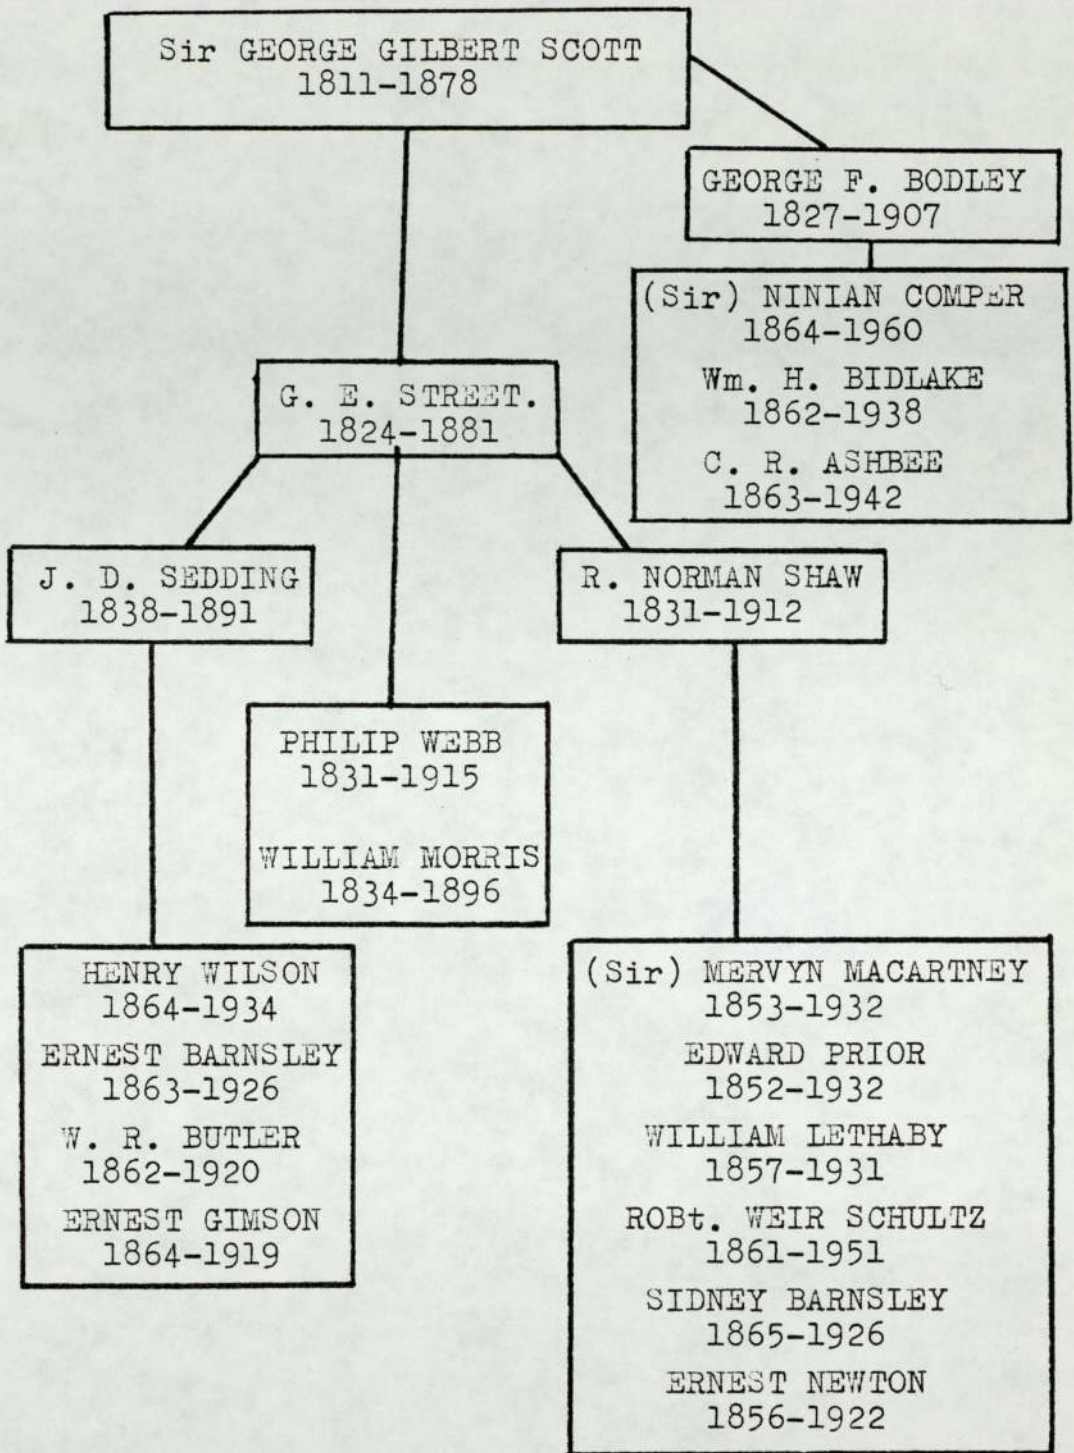 Sir GEORGE GILBERT SCOTT
1811-1878
GEORGE F. BODLEY
1827-1907
(Sir) NINIAN COMPER
1864-1960
Wm. H. BIDLAKE
1862-1938
C. R. ASHBEE
1863-1942
G. E. STREET.
1824-1881
J. D. SEDDING
1838-1891
R. NORMAN SHAW
1831-1912
PHILIP WEBB
1831-1915
WILLIAM MORRIS
1834-1896
HENRY WILSON
1864-1934
ERNEST BARNSLEY
1863-1926
W. R. BUTLER
1862-1920
ERNEST GIMSON
1864-1919
(Sir) MERVYN MACARTNEY
1853-1932
EDWARD PRIOR
1852-1932
WILLIAM LETHABY
1857-1931
ROBt. WEIR SCHULTZ
1861-1951
SIDNEY BARNSLEY
1865-1926
ERNEST NEWTON
1856-1922